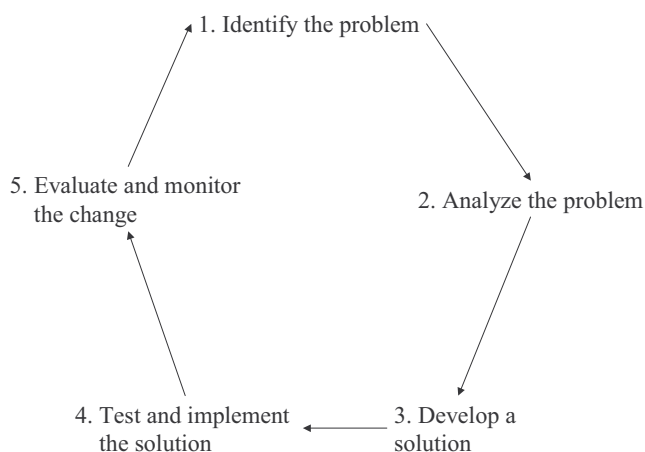 1. Identify the problem
2. Analyze the problem
3. Develop a
solution
4. Test and implement
the solution
5. Evaluate and monitor
the change